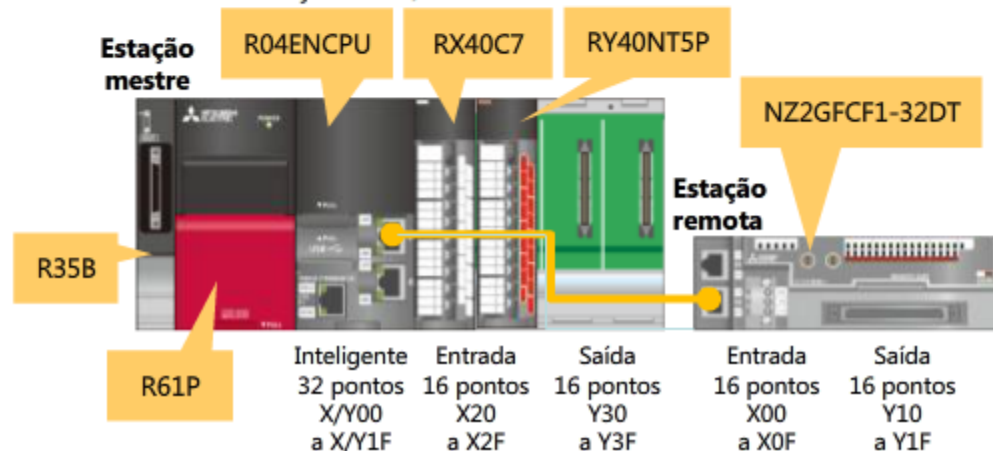 Estação
mestre
R04ENCPU
RX40C7
RY40NT5P
NZ2GFCF1-32DT
Estação
remota
R35B
R61P
Inteligente
32 pontos
X/Y00
a X/Y1F
Entrada
16 pontos
X20
a X2F
Saída
16 pontos
Y30
a Y3F
Entrada
16 pontos
X00
a X0F
Saída
16 pontos
Y10
a Y1F